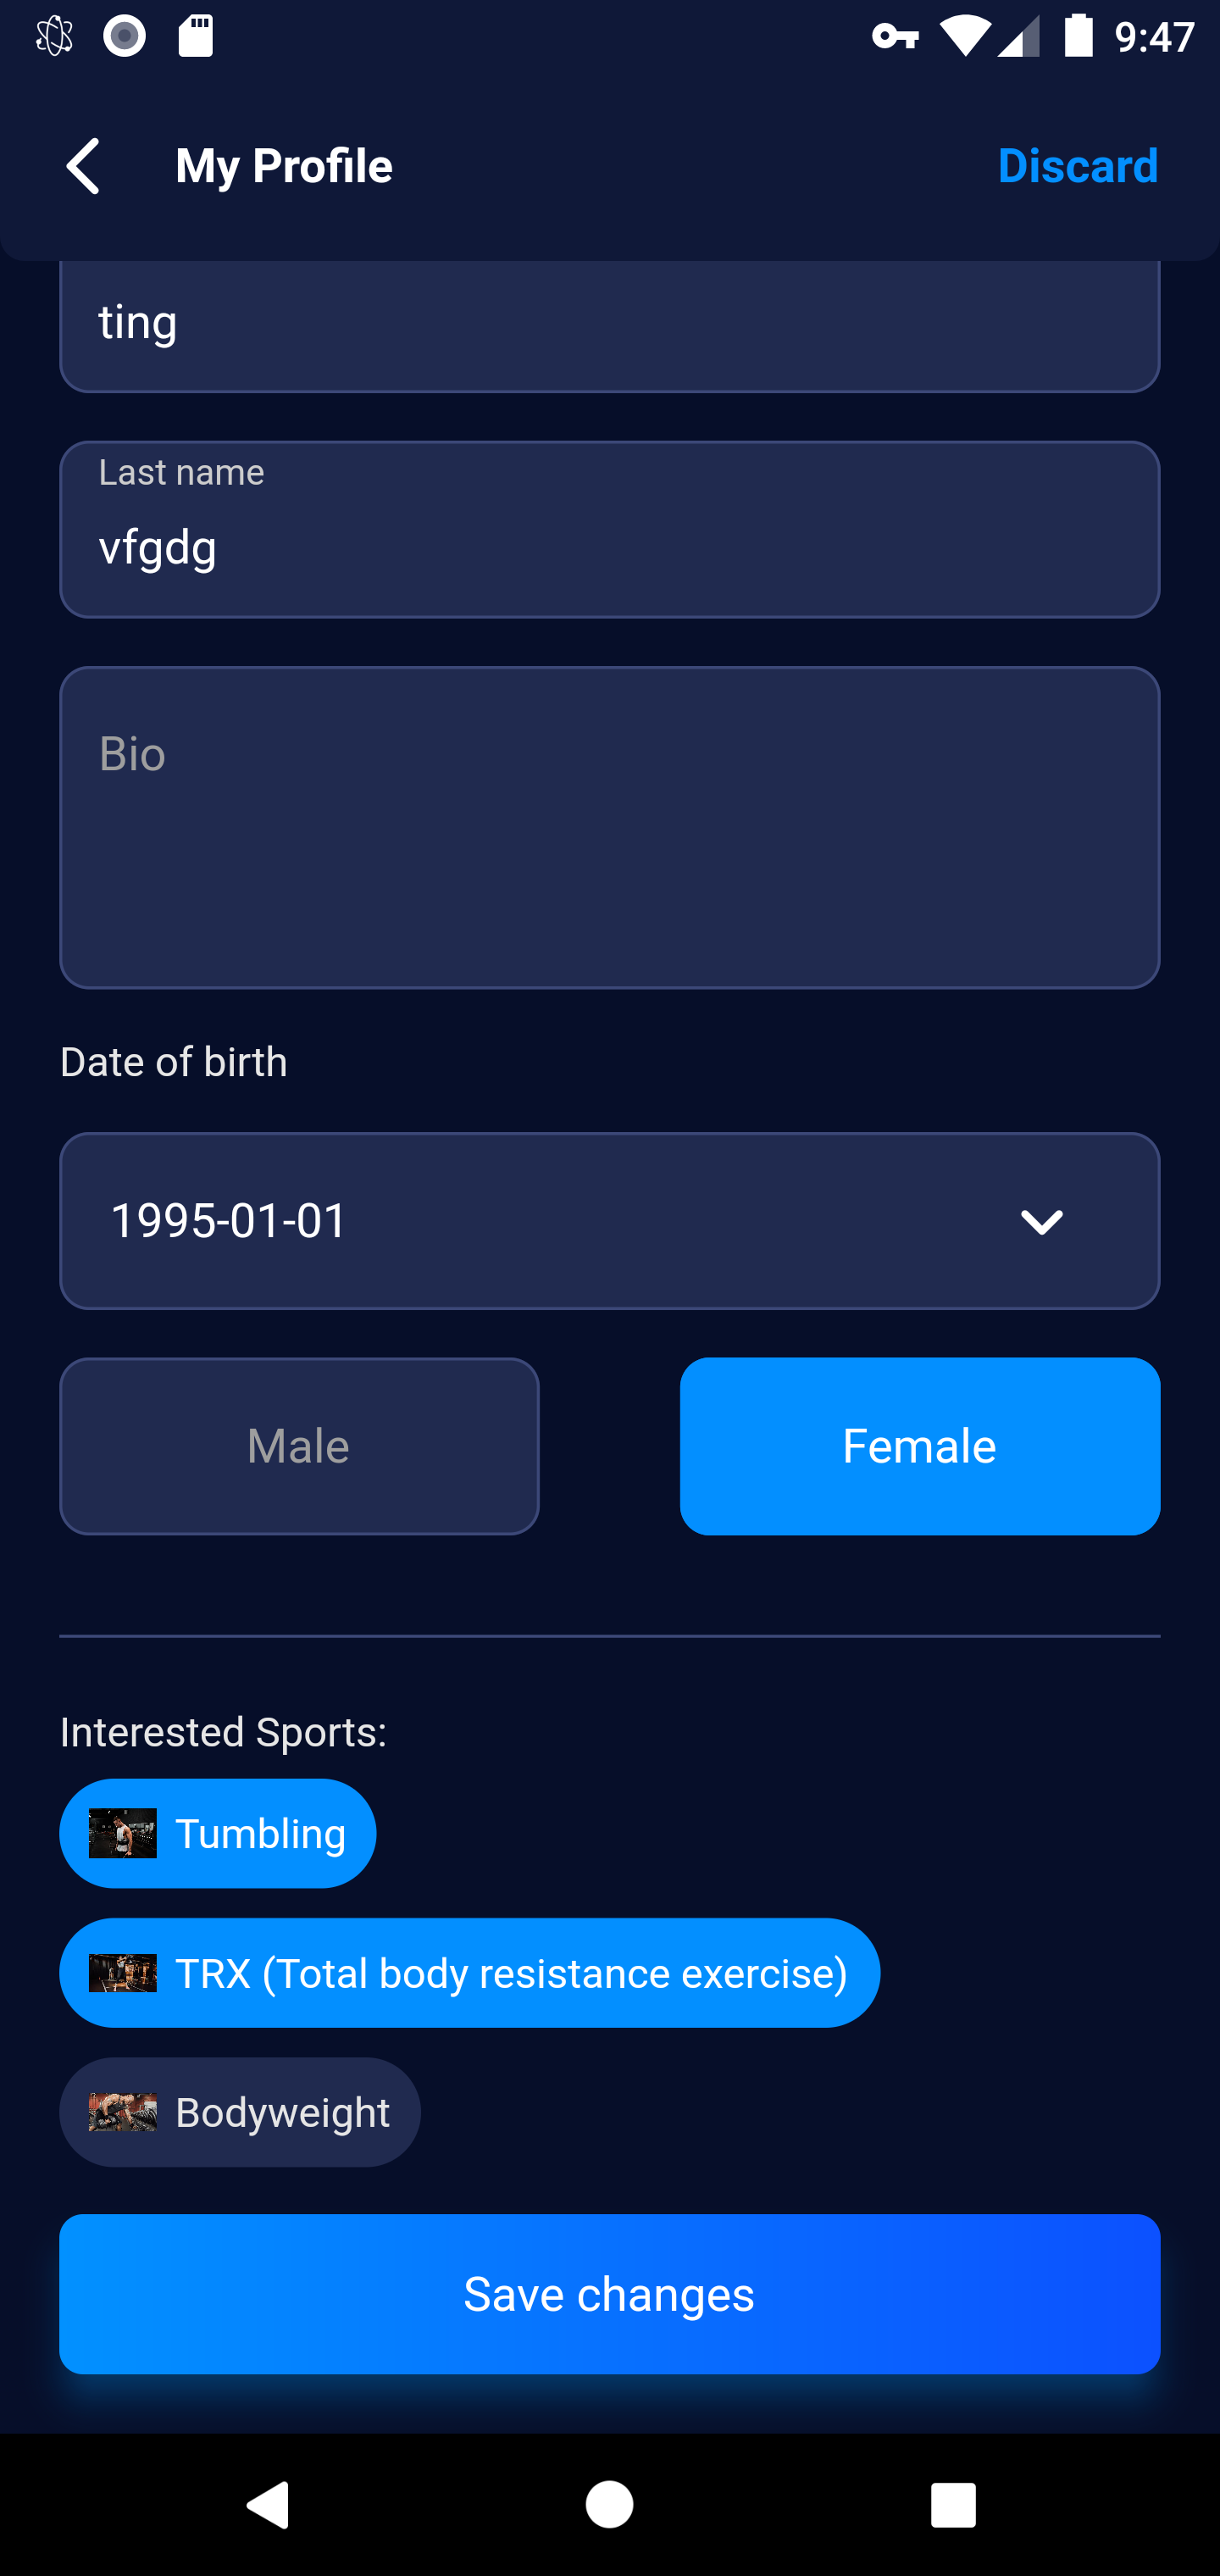 9:47
My Profile
Discard
ting
Last name
vfgdg
Bio
Date of birth
1995-01-01
Male
Female
Interested Sports:
Tumbling
TRX (Total body resistance exercise)
Bodyweight
Save changes